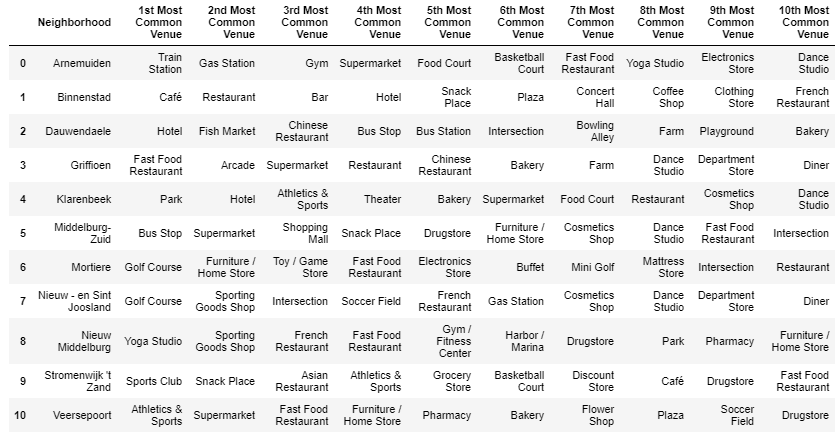 Neighborhood 1st Most Common Venue 2nd Most Common Venue 3rd Most Common Venue 4th Most Common Venue 5th Most Common Venue 6th Most Common Venue 7th Most Common Venue 8th Most Common Venue 9th Most Common Venue 10th Most Common Venue
0 Arnemuiden Train Station Gas Station Gym Supermarket Food Court Basketball Court Fast Food Restaurant Yoga Studio Electronics Store Dance Studio
1 Binnenstad Café Restaurant Bar Hotel Snack Place Plaza Concert Hall Coffee Shop Clothing Store French Restaurant
2 Dauwendaele Hotel Fish Market Chinese Restaurant Bus Stop Bus Station Intersection Bowling Alley Farm Playground Bakery
3 Griffioen Fast Food Restaurant Arcade Supermarket Restaurant Chinese Restaurant Bakery Farm Dance Studio Department Store Diner
4 Klarenbeek Park Hotel Athletics & Sports Theater Bakery Supermarket Food Court Restaurant Cosmetics Shop Dance Studio
5 Middelburg-Zuid Bus Stop Supermarket Shopping Mall Snack Place Drugstore Furniture / Home Store Cosmetics Shop Dance Studio Fast Food Restaurant Intersection
6 Mortiere Golf Course Furniture / Home Store Toy / Game Store Fast Food Restaurant Electronics Store Buffet Mini Golf Mattress Store Intersection Restaurant
7 Nieuw - en Sint Joosland Golf Course Sporting Goods Shop Intersection Soccer Field French Restaurant Gas Station Cosmetics Shop Dance Studio Department Store Diner
8 Nieuw Middelburg Yoga Studio Sporting Goods Shop French Restaurant Fast Food Restaurant Gym / Fitness Center Harbor / Marina Drugstore Park Pharmacy Furniture / Home Store
9 Stromenwijk 't Zand Sports Club Snack Place Asian Restaurant Athletics & Sports Grocery Store Basketball Court Discount Store Café Drugstore Fast Food Restaurant
10 Veersepoort Athletics & Sports Supermarket Fast Food Restaurant Furniture / Home Store Pharmacy Bakery Flower Shop Plaza Soccer Field Drugstore